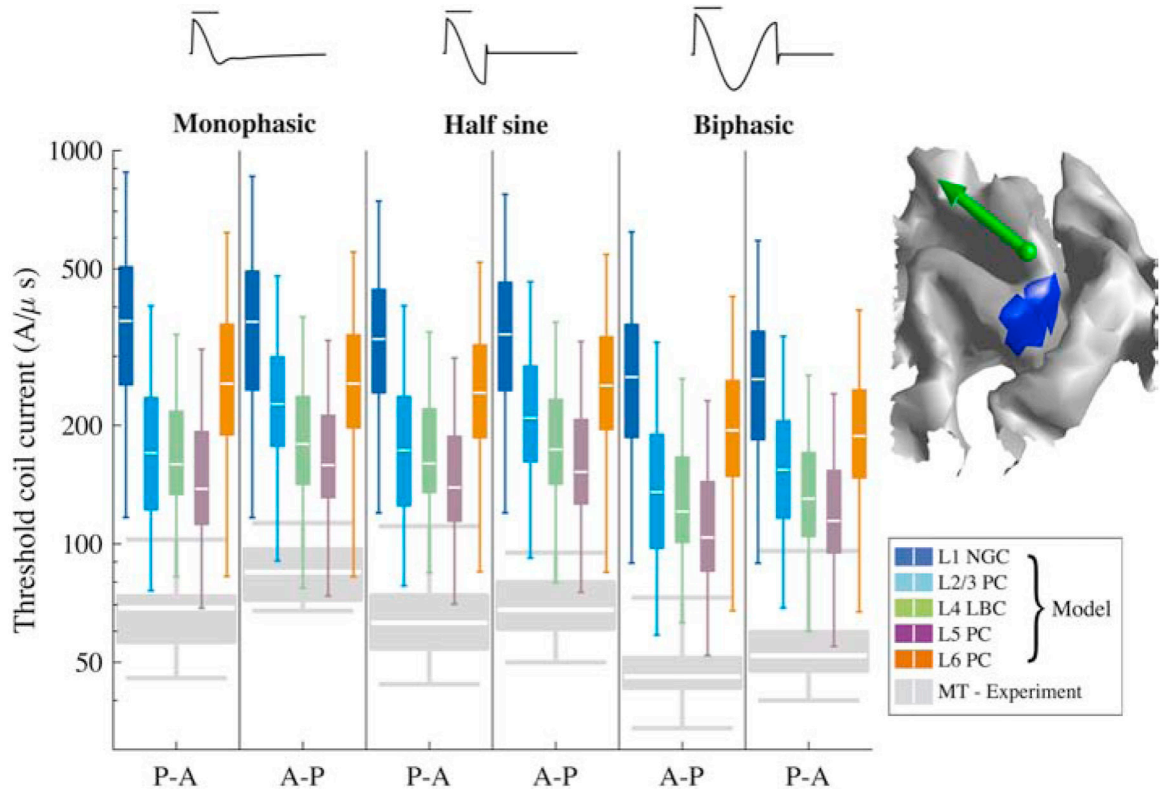 Monophasic
Half sine
Biphasic
Threshold coil current (A/μ s)
1000
500
200
100
50
P-A
A-P
P-A
A-P
A-P
P-A
L1 NGC
L2/3 PC
L4 LBC
L5 PC
L6 PC
Model
MT - Experiment